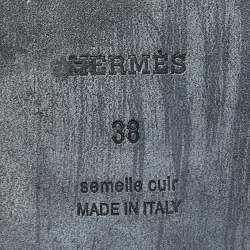 HERMÈS
38
semelle cuir
MADE IN ITALY